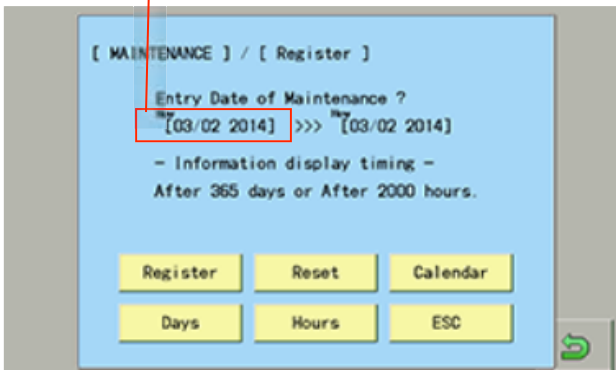 [ MAINTENANCE ] / [ Register ]
Entry Date of Maintenance ?
[03/02 2014] >>> [03/02 2014]
- Information display timing -
After 365 days or After 2000 hours.
Register Reset Calendar
Days Hours ESC